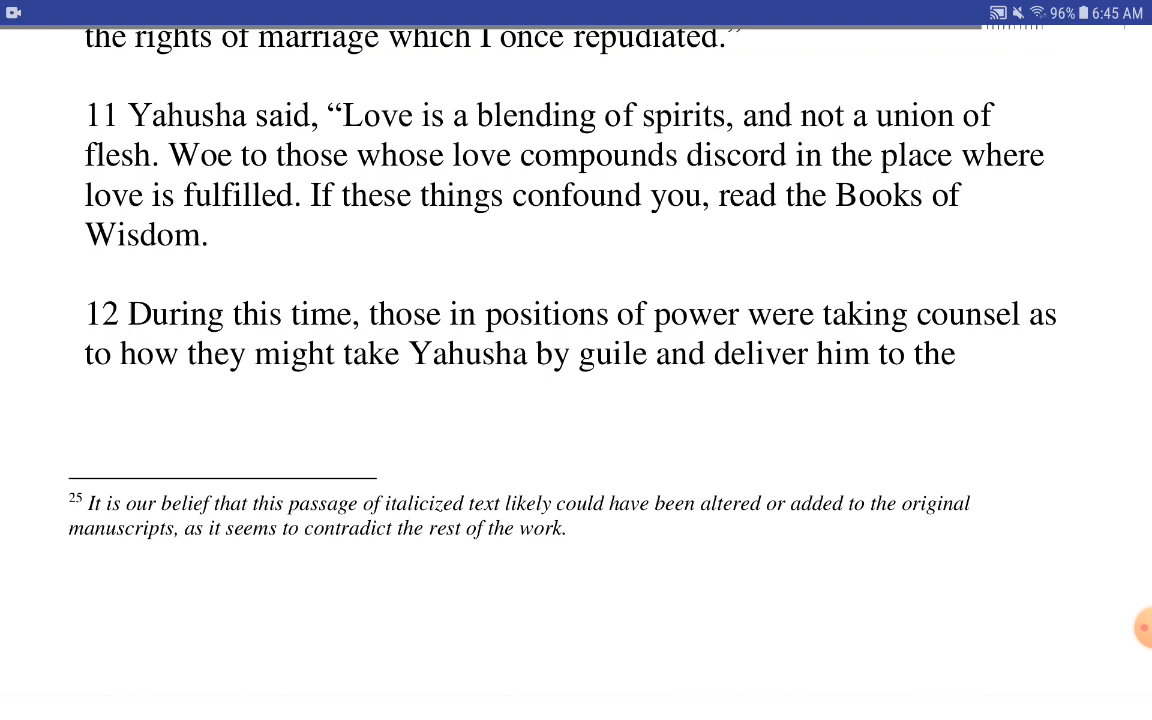 96% 6:45 AM
the rights of marriage which I once repudiated.”
11 Yahusha said, “Love is a blending of spirits, and not a union of
flesh. Woe to those whose love compounds discord in the place where
love is fulfilled. If these things confound you, read the Books of
Wisdom.
12 During this time, those in positions of power were taking counsel as
to how they might take Yahusha by guile and deliver him to the
25 It is our belief that this passage of italicized text likely could have been altered or added to the original
manuscripts, as it seems to contradict the rest of the work.